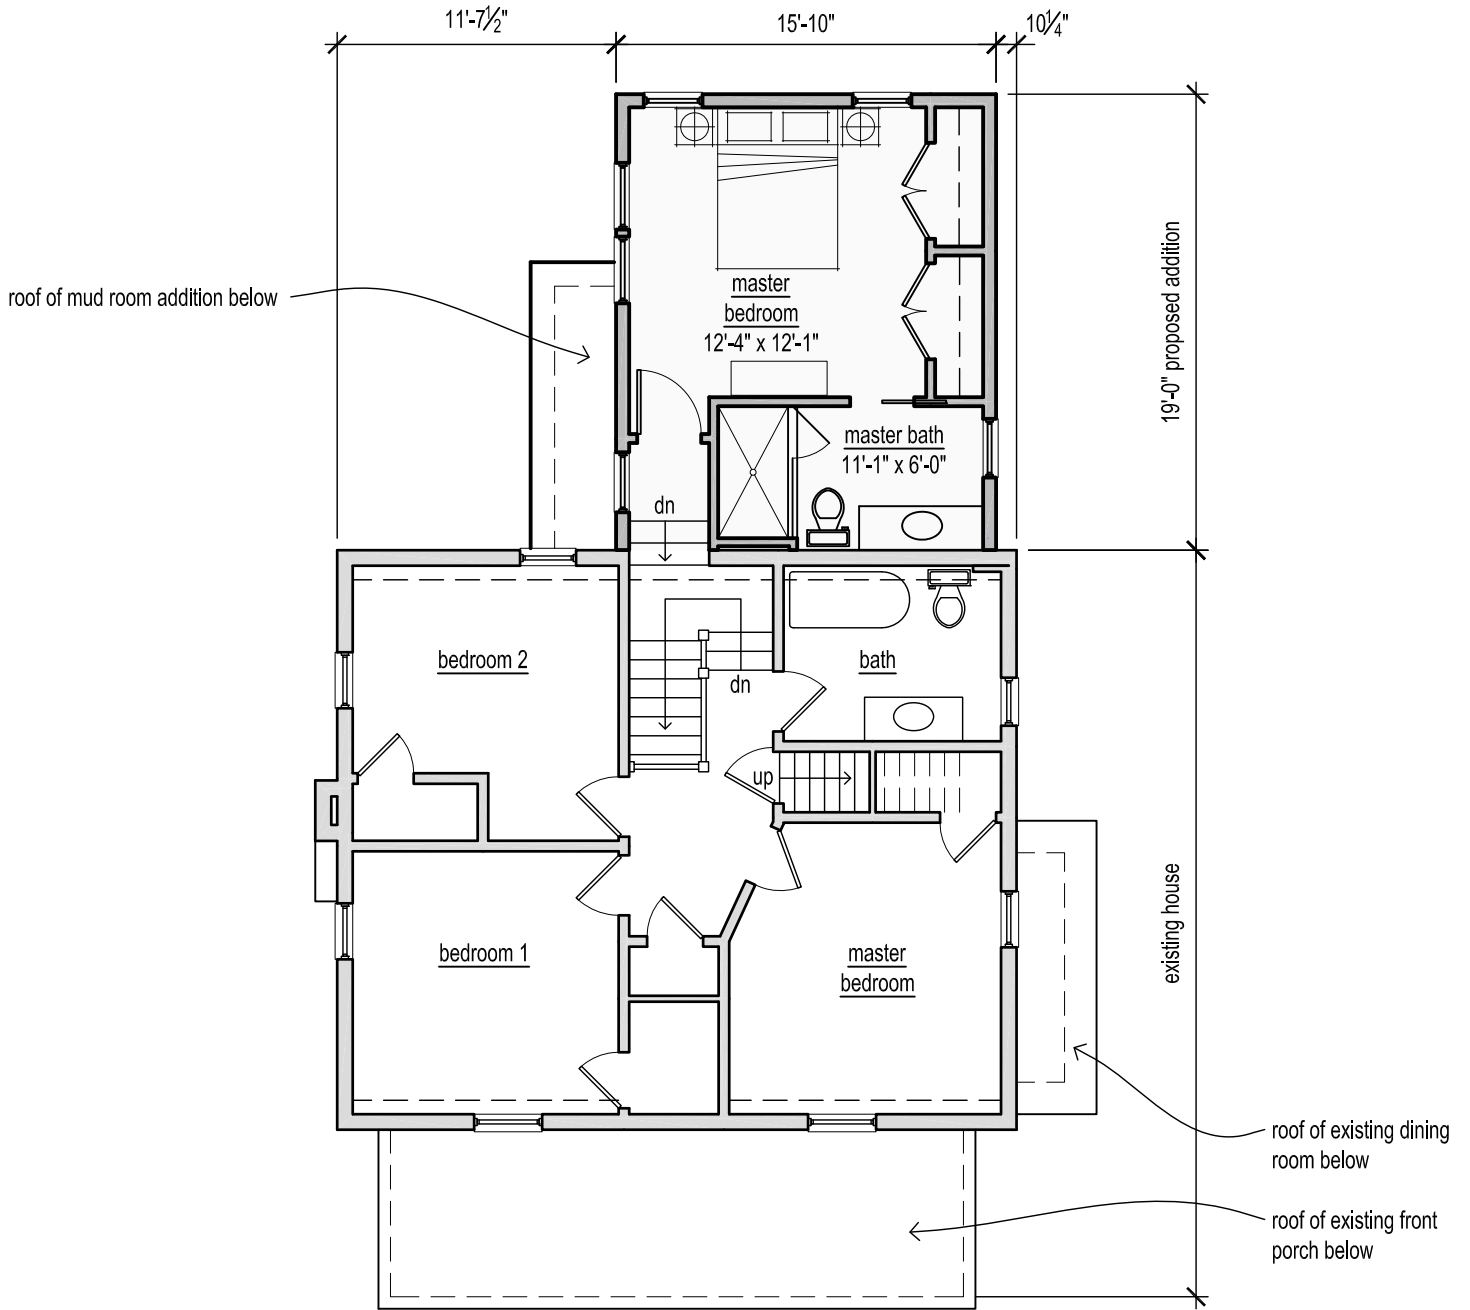 11'-7½"
15'-10"
10¼"
roof of mud room addition below
master
bedroom
12'-4" x 12'-1"
19'-0" proposed addition
master bath
11'-1" x 6'-0"
dn
bedroom 2
bath
dn
up
bedroom 1
master
bedroom
existing house
roof of existing dining
room below
roof of existing front
porch below